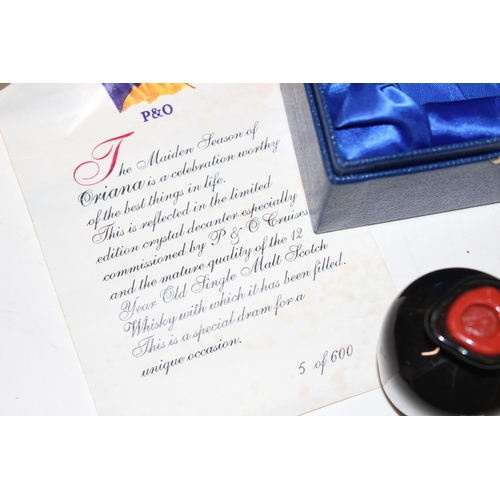 P&O
The Maiden Season of
Oriana is a celebration worthy
of the best things in life.
This is reflected in the limited
edition crystal decanter especially
commissioned by P & O Cruises
and the mature quality of the 12
Year Old Single Malt Scotch
Whisky with which it has been filled.
This is a special dram for a
unique occasion.
5 of 600